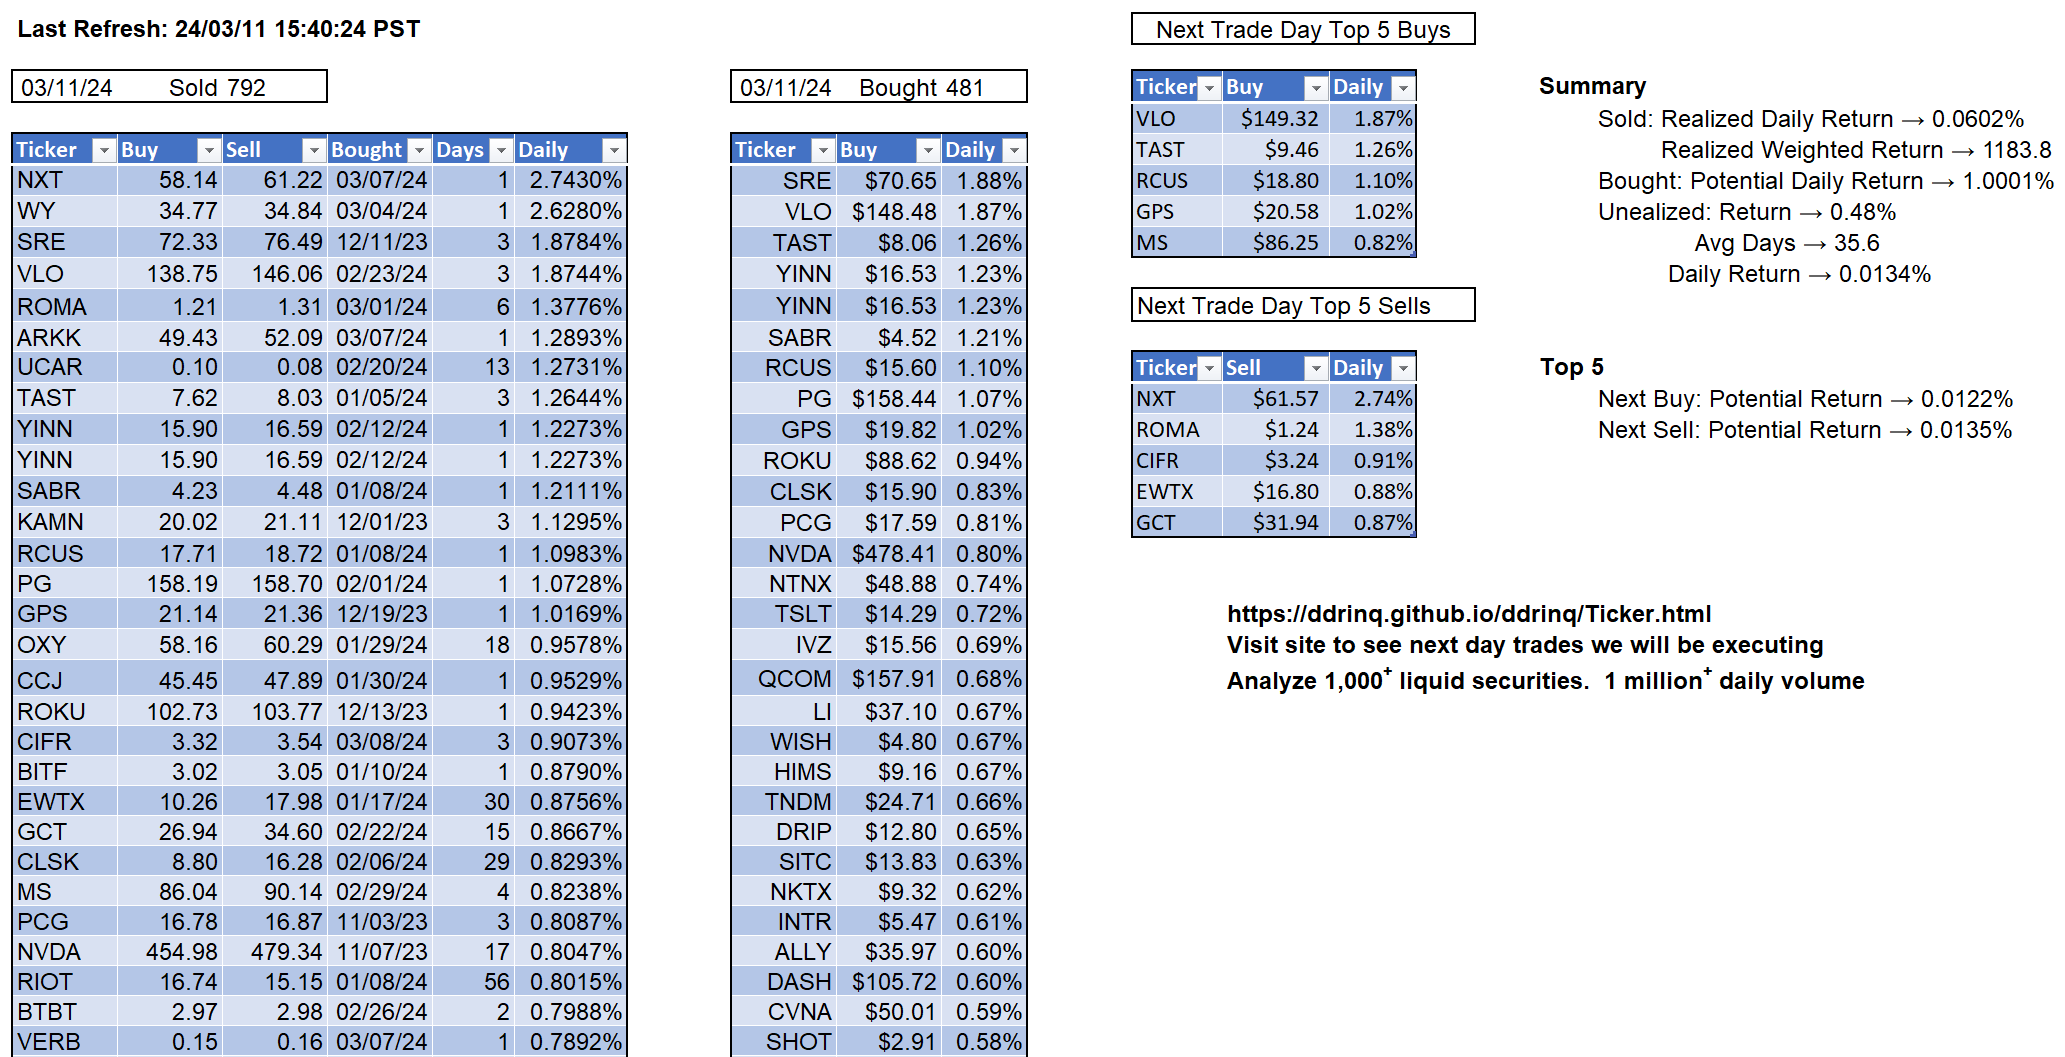 Last Refresh: 24/03/11 15:40:24 PST
03/11/24 Sold 792
Ticker Buy Sell Bought Days Daily
NXT 58.14 61.22 03/07/24 1 2.7430%
WY 34.77 34.84 03/04/24 1 2.6280%
SRE 72.33 76.49 12/11/23 3 1.8784%
VLO 138.75 146.06 02/23/24 3 1.8744%
ROMA 1.21 1.31 03/01/24 6 1.3776%
ARKK 49.43 52.09 03/07/24 1 1.2893%
UCAR 0.10 0.08 02/20/24 13 1.2731%
TAST 7.62 8.03 01/05/24 3 1.2644%
YINN 15.90 16.59 02/12/24 1 1.2273%
YINN 15.90 16.59 02/12/24 1 1.2273%
SABR 4.23 4.48 01/08/24 1 1.2111%
KAMN 20.02 21.11 12/01/23 3 1.1295%
RCUS 17.71 18.72 01/08/24 1 1.0983%
PG 158.19 158.70 02/01/24 1 1.0728%
GPS 21.14 21.36 12/19/23 1 1.0169%
OXY 58.16 60.29 01/29/24 18 0.9578%
CCJ 45.45 47.89 01/30/24 1 0.9529%
ROKU 102.73 103.77 12/13/23 1 0.9423%
CIFR 3.32 3.54 03/08/24 3 0.9073%
BITF 3.02 3.05 01/10/24 1 0.8790%
EWTX 10.26 17.98 01/17/24 30 0.8756%
GCT 26.94 34.60 02/22/24 15 0.8667%
CLSK 8.80 16.28 02/06/24 29 0.8293%
MS 86.04 90.14 02/29/24 4 0.8238%
PCG 16.78 16.87 11/03/23 3 0.8087%
NVDA 454.98 479.34 11/07/23 17 0.8047%
RIOT 16.74 15.15 01/08/24 56 0.8015%
BTBT 2.97 2.98 02/26/24 2 0.7988%
VERB 0.15 0.16 03/07/24 1 0.7892%
03/11/24 Bought 481
Ticker Buy Daily
SRE $70.65 1.88%
VLO $148.48 1.87%
TAST $8.06 1.26%
YINN $16.53 1.23%
YINN $16.53 1.23%
SABR $4.52 1.21%
RCUS $15.60 1.10%
PG $158.44 1.07%
GPS $19.82 1.02%
ROKU $88.62 0.94%
CLSK $15.90 0.83%
PCG $17.59 0.81%
NVDA $478.41 0.80%
NTNX $48.88 0.74%
TSLT $14.29 0.72%
IVZ $15.56 0.69%
QCOM $157.91 0.68%
LI $37.10 0.67%
WISH $4.80 0.67%
HIMS $9.16 0.67%
TNDM $24.71 0.66%
DRIP $12.80 0.65%
SITC $13.83 0.63%
NKTX $9.32 0.62%
INTR $5.47 0.61%
ALLY $35.97 0.60%
DASH $105.72 0.60%
CVNA $50.01 0.59%
SHOT $2.91 0.58%
Next Trade Day Top 5 Buys
Ticker Buy Daily
VLO $149.32 1.87%
TAST $9.46 1.26%
RCUS $18.80 1.10%
GPS $20.58 1.02%
MS $86.25 0.82%
Next Trade Day Top 5 Sells
Ticker Sell Daily
NXT $61.57 2.74%
ROMA $1.24 1.38%
CIFR $3.24 0.91%
EWTX $16.80 0.88%
GCT $31.94 0.87%
Summary
Sold: Realized Daily Return → 0.0602%
Realized Weighted Return → 1183.8
Bought: Potential Daily Return → 1.0001%
Unealized: Return → 0.48%
Avg Days → 35.6
Daily Return → 0.0134%
Top 5
Next Buy: Potential Return → 0.0122%
Next Sell: Potential Return → 0.0135%
https://ddrinq.github.io/ddrinq/Ticker.html
Visit site to see next day trades we will be executing
Analyze 1,000+ liquid securities. 1 million+ daily volume